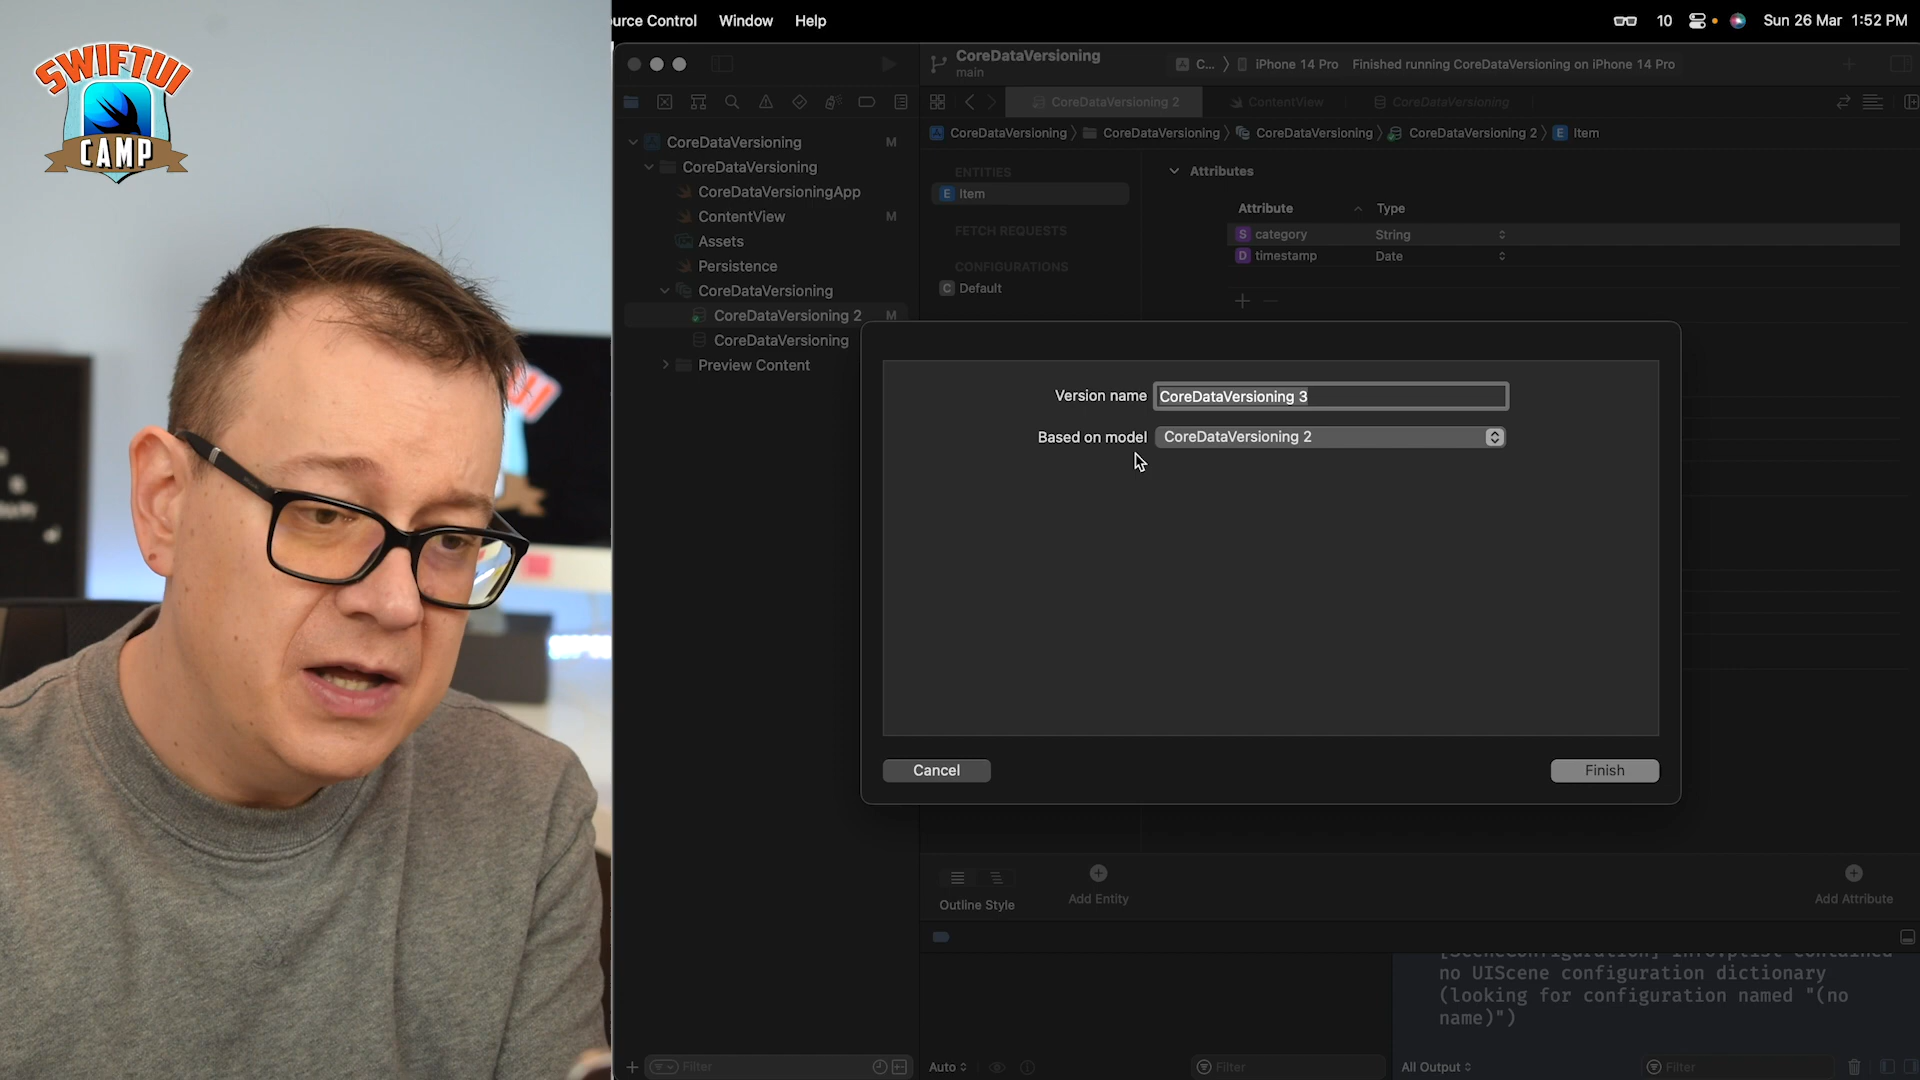 SWIFTUI
CAMP
urce Control Window Help
10 Sun 26 Mar 1:52 PM
CoreDataVersioning
main
C... iPhone 14 Pro Finished running CoreDataVersioning on iPhone 14 Pro
CoreDataVersioning 2 ContentView CoreDataVersioning
CoreDataVersioning CoreDataVersioning CoreDataVersioning CoreDataVersioning 2 E Item
CoreDataVersioning M
CoreDataVersioning
CoreDataVersioningApp
ContentView M
Assets
Persistence
CoreDataVersioning
CoreDataVersioning 2 M
CoreDataVersioning
Preview Content
ENTITIES
E Item
FETCH REQUESTS
CONFIGURATIONS
C Default
Attributes
Attribute Type
S category String
D timestamp Date
Version name CoreDataVersioning 3
Based on model CoreDataVersioning 2
Cancel Finish
Outline Style Add Entity Add Attribute
[SceneConfiguration] Info.plist contained
no UIScene configuration dictionary
(looking for configuration named "(no
name)")
Filter Auto Filter All Output Filter